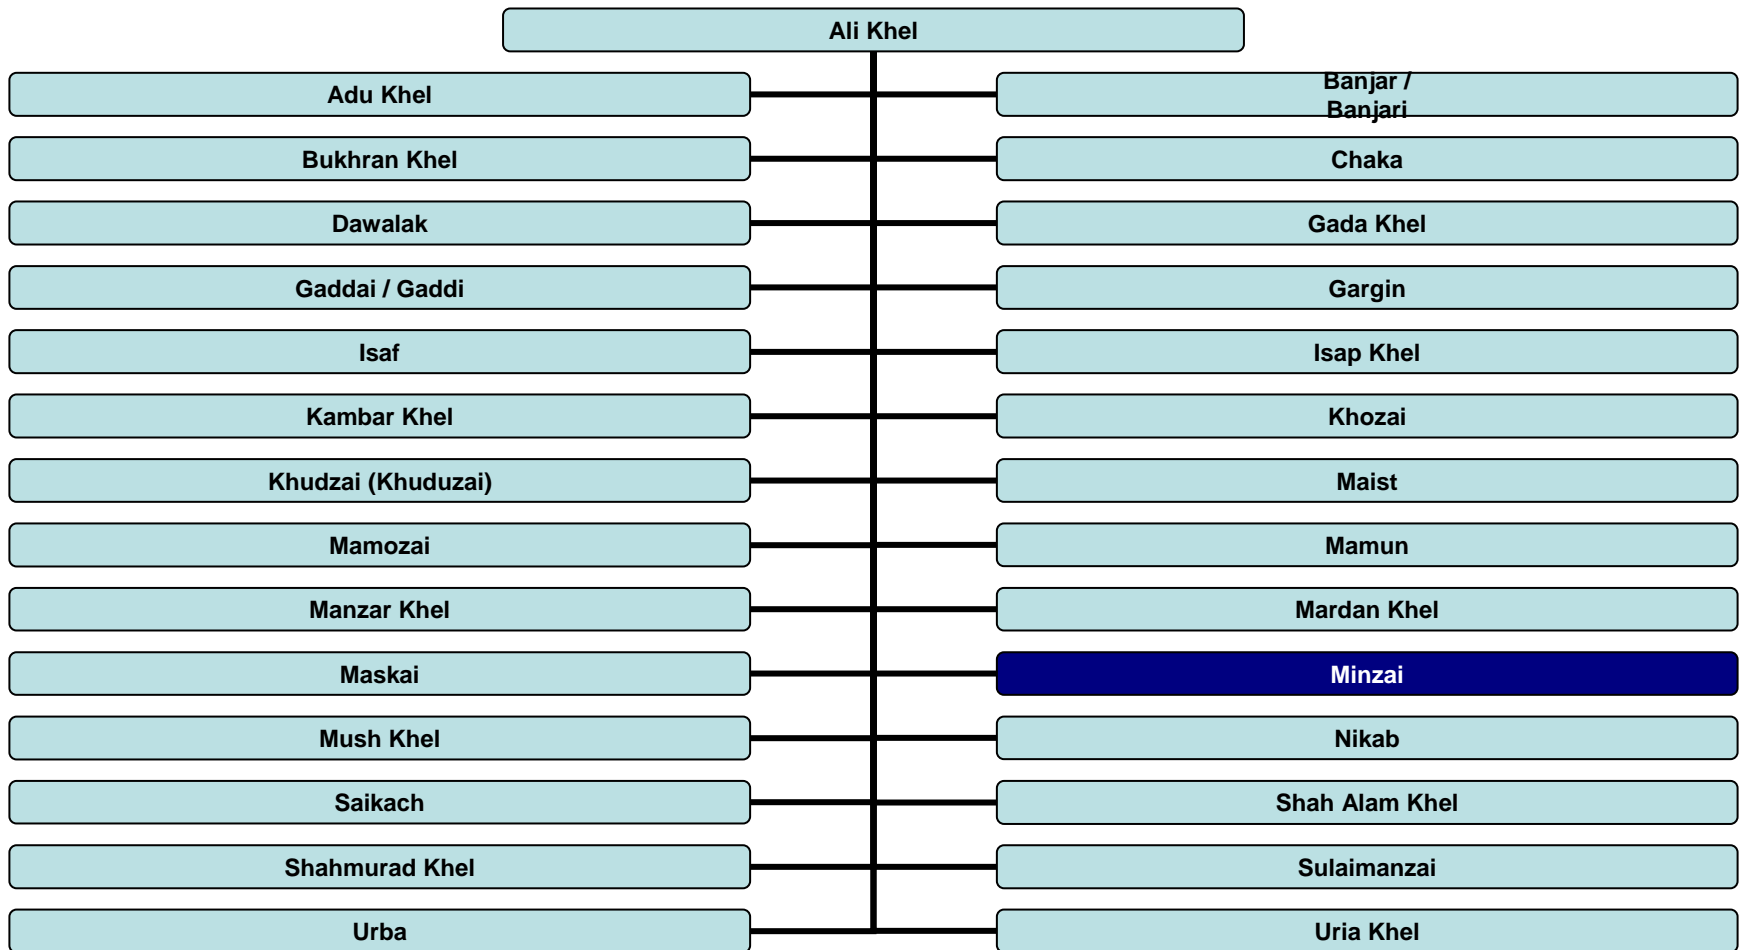 Ali Khel
Adu Khel
Banjar /
Banjari
Bukhran Khel
Chaka
Dawalak
Gada Khel
Gaddai / Gaddi
Gargin
Isaf
Isap Khel
Kambar Khel
Khozai
Khudzai (Khuduzai)
Maist
Mamozai
Mamun
Manzar Khel
Mardan Khel
Maskai
Minzai
Mush Khel
Nikab
Saikach
Shah Alam Khel
Shahmurad Khel
Sulaimanzai
Urba
Uria Khel